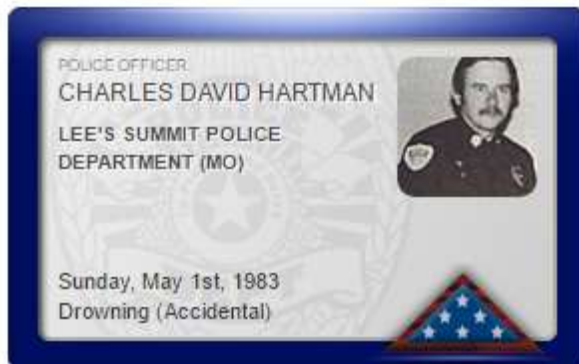 POLICE OFFICER
CHARLES DAVID HARTMAN
LEE'S SUMMIT POLICE
DEPARTMENT (MO)
Sunday, May 1st, 1983
Drowning (Accidental)